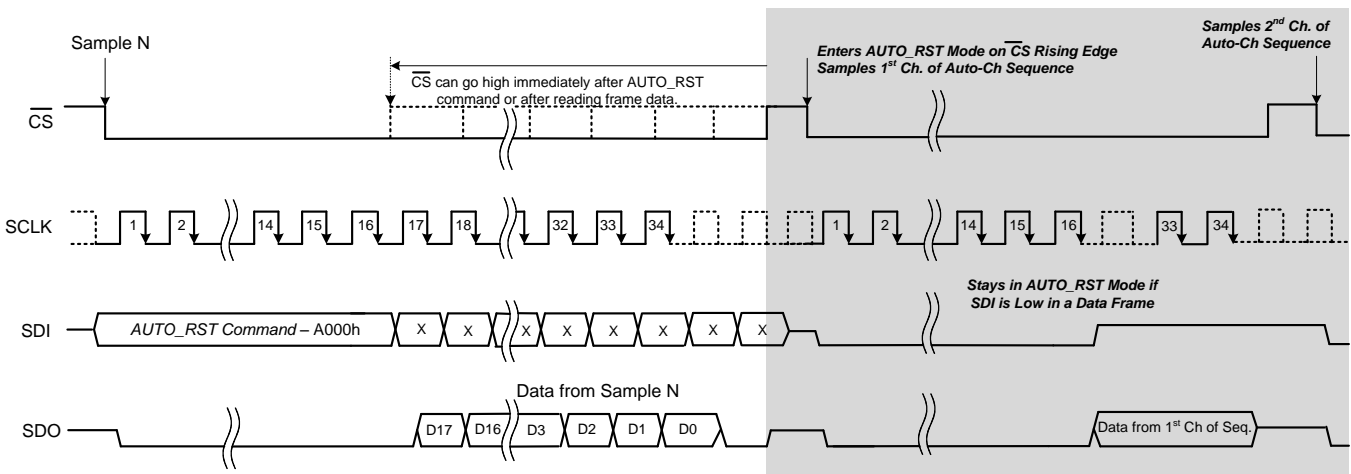 Sample N
Enters AUTO_RST Mode on CS Rising Edge
Samples 1st Ch. of Auto-Ch Sequence
Samples 2nd Ch. of
Auto-Ch Sequence
CS can go high immediately after AUTO_RST
command or after reading frame data.
CS
SCLK
1 2 14 15 16 17 18 32 33 34 1 2 14 15 16 33 34
Stays in AUTO_RST Mode if
SDI is Low in a Data Frame
SDI
AUTO_RST Command – A000h
X X X X X X X X
Data from Sample N
SDO
D17 D16 D3 D2 D1 D0
Data from 1st Ch of Seq.